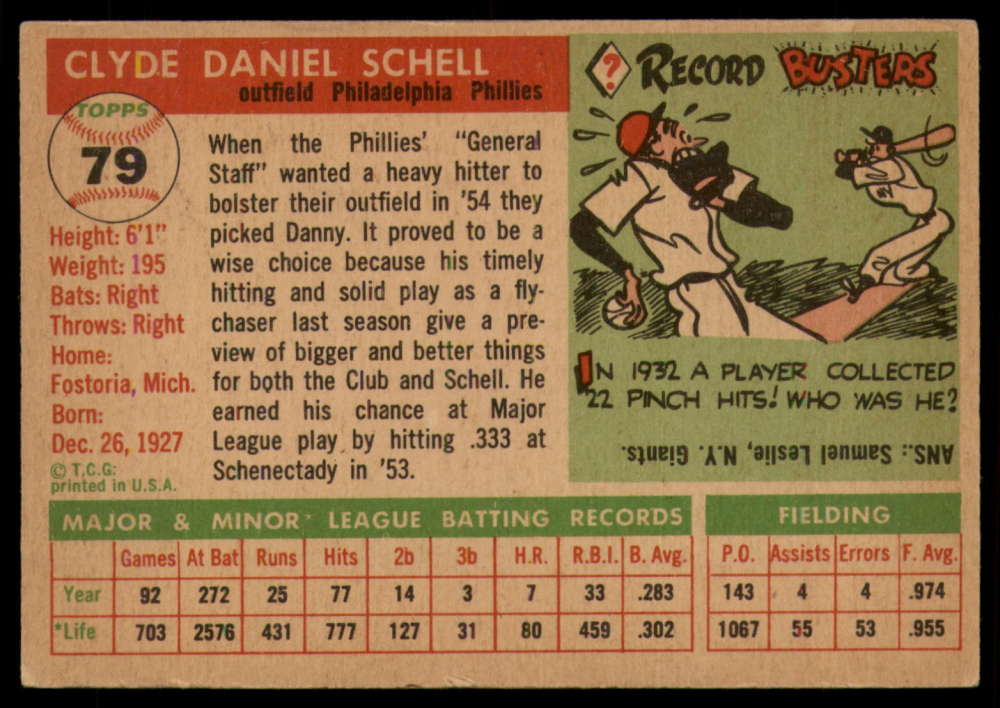 CLYDE DANIEL SCHELL
outfield Philadelphia Phillies
TOPPS
79
Height: 6'1"
Weight: 195
Bats: Right
Throws: Right
Home:
Fostoria, Mich.
Born:
Dec. 26, 1927
© T.C.G:
printed in U.S.A.
When the Phillies' "General
Staff" wanted a heavy hitter to
bolster their outfield in '54 they
picked Danny. It proved to be a
wise choice because his timely
hitting and solid play as a fly-
chaser last season give a pre-
view of bigger and better things
for both the Club and Schell. He
earned his chance at Major
League play by hitting .333 at
Schenectady in '53.
? RECORD BUSTERS
NY
IN 1932 A PLAYER COLLECTED
22 PINCH HITS! WHO WAS HE?
ANS.: Samuel Leslie, N.Y. Giants.
MAJOR & MINOR LEAGUE BATTING RECORDS
Games At Bat Runs Hits 2b 3b H.R. R.B.I. B. Avg.
Year 92 272 25 77 14 3 7 33 .283
*Life 703 2576 431 777 127 31 80 459 .302
FIELDING
P.O. Assists Errors F. Avg.
143 4 4 .974
1067 55 53 .955